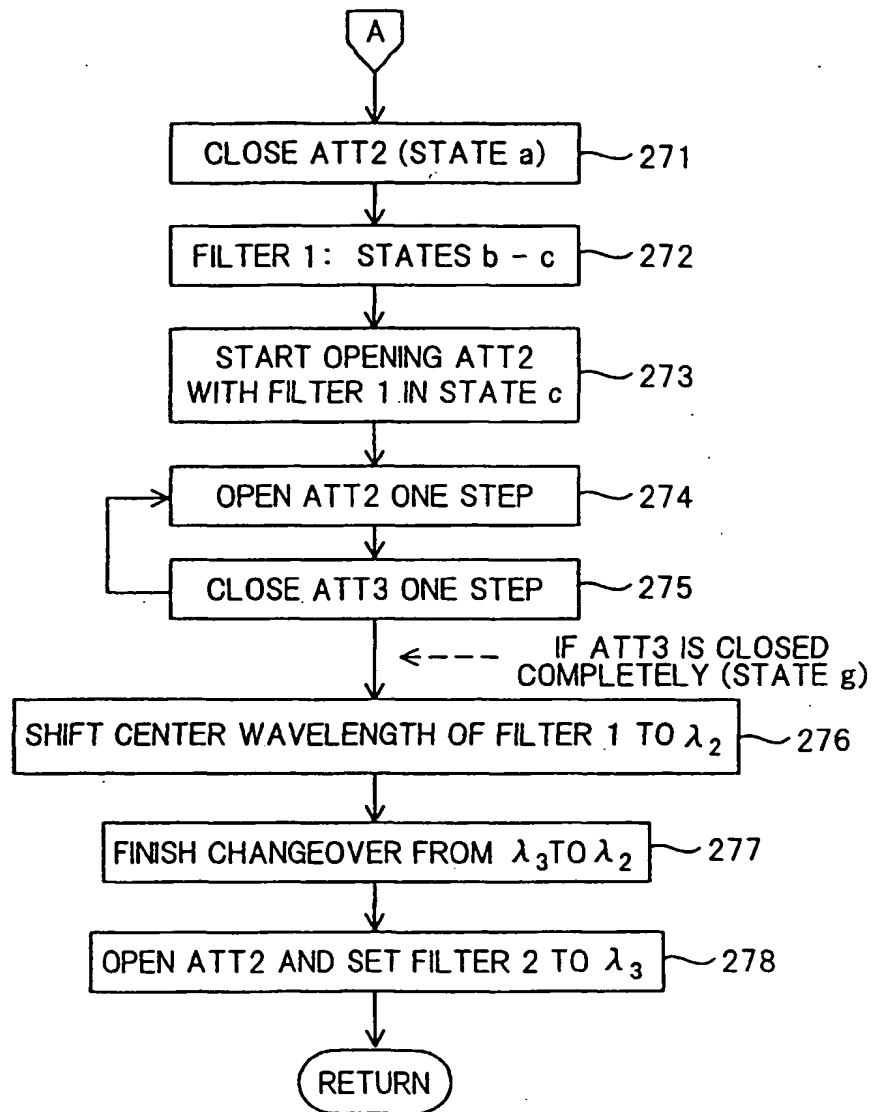 A
CLOSE ATT2 (STATE a)
271
FILTER 1: STATES b - c
272
START OPENING ATT2
WITH FILTER 1 IN STATE c
273
OPEN ATT2 ONE STEP
274
CLOSE ATT3 ONE STEP
275
IF ATT3 IS CLOSED
COMPLETELY (STATE g)
SHIFT CENTER WAVELENGTH OF FILTER 1 TO λ2
276
FINISH CHANGEOVER FROM λ3 TO λ2
277
OPEN ATT2 AND SET FILTER 2 TO λ3
278
RETURN